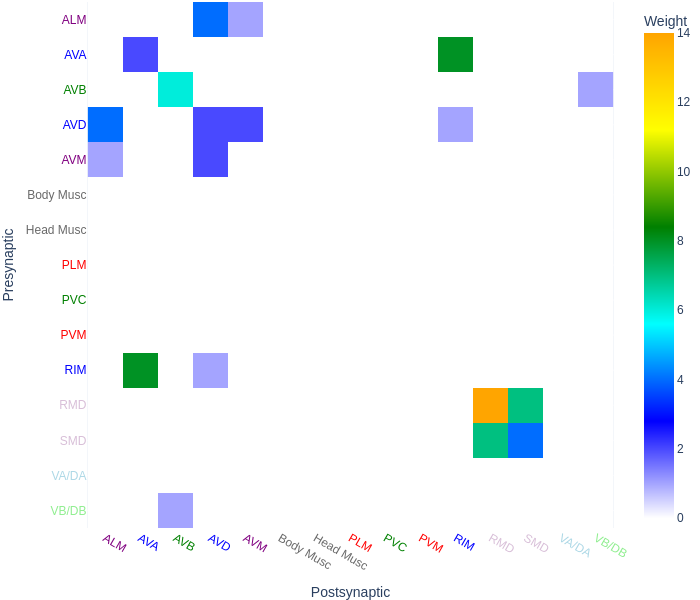 Weight
ALM
AVA
AVB
AVD
AVM
Body Musc
Head Musc
PLM
PVC
PVM
RIM
RMD
SMD
VA/DA
VB/DB
Presynaptic
14
12
10
8
6
4
2
0
ALM
AVA
AVB
AVD
AVM
Body Musc
Head Musc
PLM
PVC
PVM
RIM
RMD
SMD
VA/DA
VB/DB
Postsynaptic